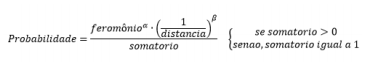 Probabilidade = feromônio^α · (1/distancia)^β / somatorio { se somatorio > 0
senao, somatorio igual a 1